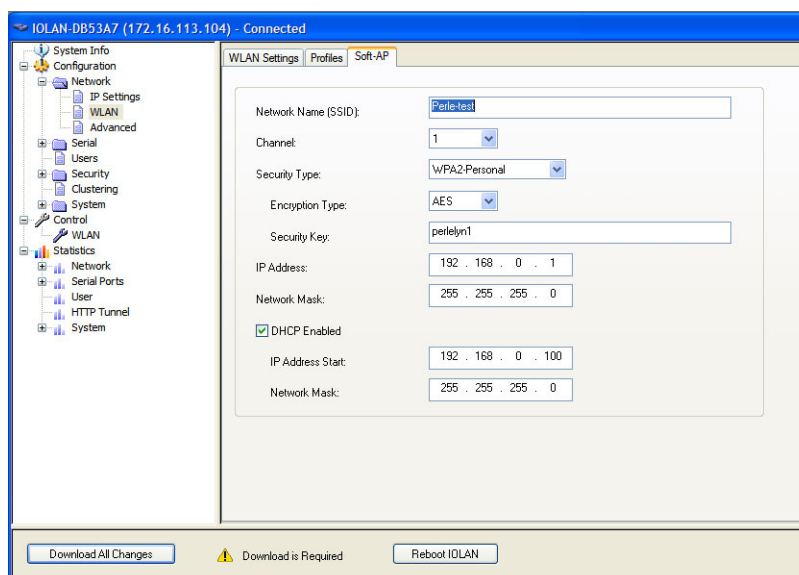 IOLAN-DB53A7 (172.16.113.104) - Connected
System Info
Configuration
Network
IP Settings
WLAN
Advanced
Serial
Users
Security
Clustering
System
Control
WLAN
Statistics
Network
Serial Ports
User
HTTP Tunnel
System
WLAN Settings Profiles Soft-AP
Network Name (SSID): Perle-test
Channel: 1
Security Type: WPA2-Personal
Encryption Type: AES
Security Key: perlelyn1
IP Address: 192 . 168 . 0 . 1
Network Mask: 255 . 255 . 255 . 0
DHCP Enabled
IP Address Start: 192 . 168 . 0 . 100
Network Mask: 255 . 255 . 255 . 0
Download All Changes Download is Required Reboot IOLAN